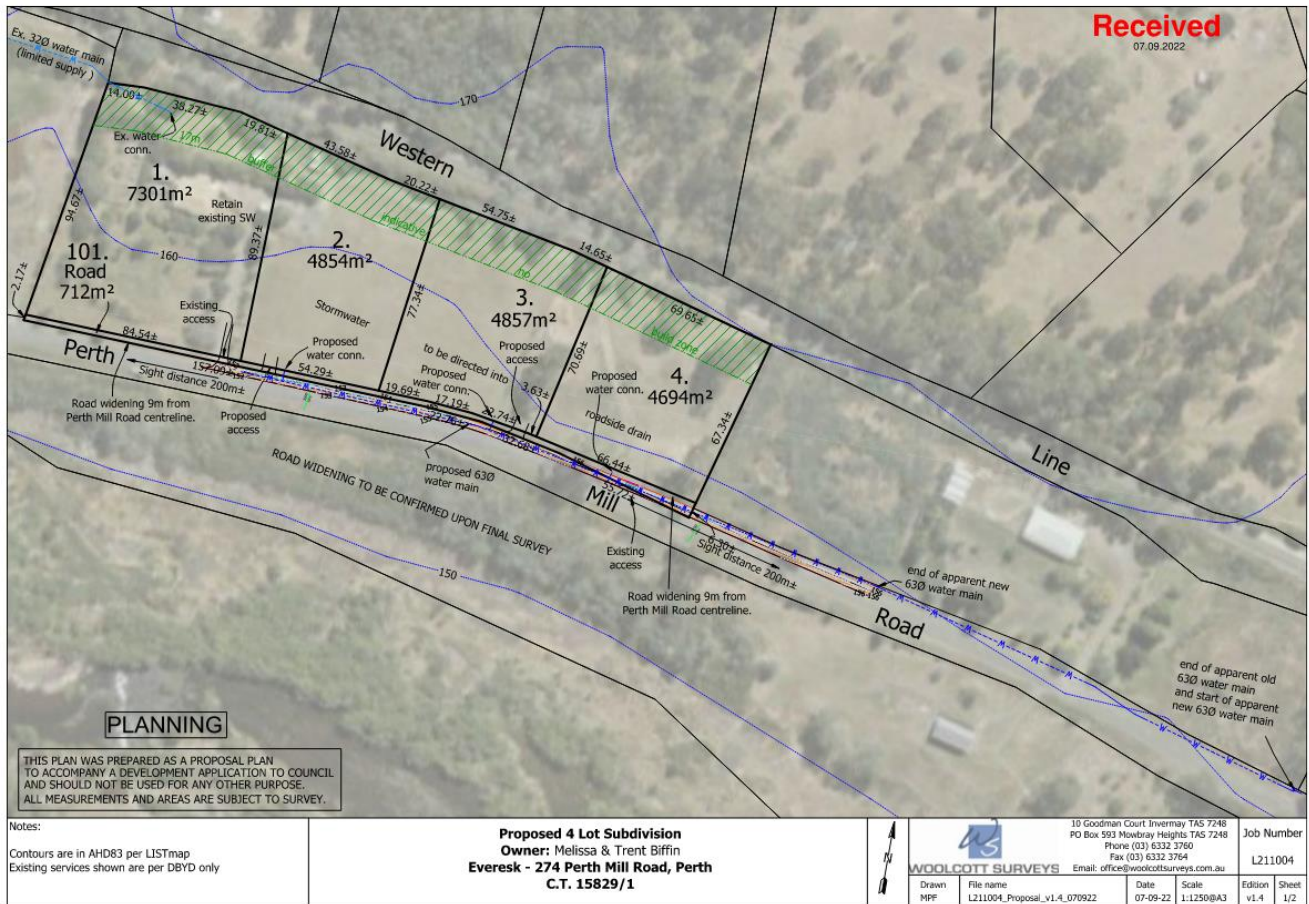 Received
07.09.2022
Ex. 32Ø water main
(limited supply )
170
14.09±
38.27±
19.81±
43.58±
20.22±
54.75±
14.65±
69.65±
Western
Line
Ex. water
conn.
17m
buffer
indicative
no
build zone
1.
7301m²
Retain
existing SW
94.67±
89.37±
2.
4854m²
77.34±
3.
4857m²
70.69±
4.
4694m²
67.34±
101.
Road
712m²
160
2.17±
Existing
access
Stormwater
to be directed into
roadside drain
Proposed
water conn.
Proposed
water conn.
Proposed
access
Proposed
water conn.
3.63±
84.54±
157.09±
54.29±
19.69±
17.19±
22.74±
66.44±
55.72±
6.30±
Perth
Mill
Road
Sight distance 200m±
Road widening 9m from
Perth Mill Road centreline.
Proposed
access
proposed 63Ø
water main
ROAD WIDENING TO BE CONFIRMED UPON FINAL SURVEY
150
Existing
access
Sight distance 200m±
Road widening 9m from
Perth Mill Road centreline.
end of apparent new
63Ø water main
end of apparent old
63Ø water main
and start of apparent
new 63Ø water main
PLANNING
THIS PLAN WAS PREPARED AS A PROPOSAL PLAN
TO ACCOMPANY A DEVELOPMENT APPLICATION TO COUNCIL
AND SHOULD NOT BE USED FOR ANY OTHER PURPOSE.
ALL MEASUREMENTS AND AREAS ARE SUBJECT TO SURVEY.
Notes:
Contours are in AHD83 per LISTmap
Existing services shown are per DBYD only
Proposed 4 Lot Subdivision
Owner: Melissa & Trent Biffin
Everesk - 274 Perth Mill Road, Perth
C.T. 15829/1
N
WOOLCOTT SURVEYS
10 Goodman Court Invermay TAS 7248
PO Box 593 Mowbray Heights TAS 7248
Phone (03) 6332 3760
Fax (03) 6332 3764
Email: office@woolcottsurveys.com.au
Job Number
L211004
Drawn
MPF
File name
L211004_Proposal_v1.4_070922
Date
07-09-22
Scale
1:1250@A3
Edition
v1.4
Sheet
1/2